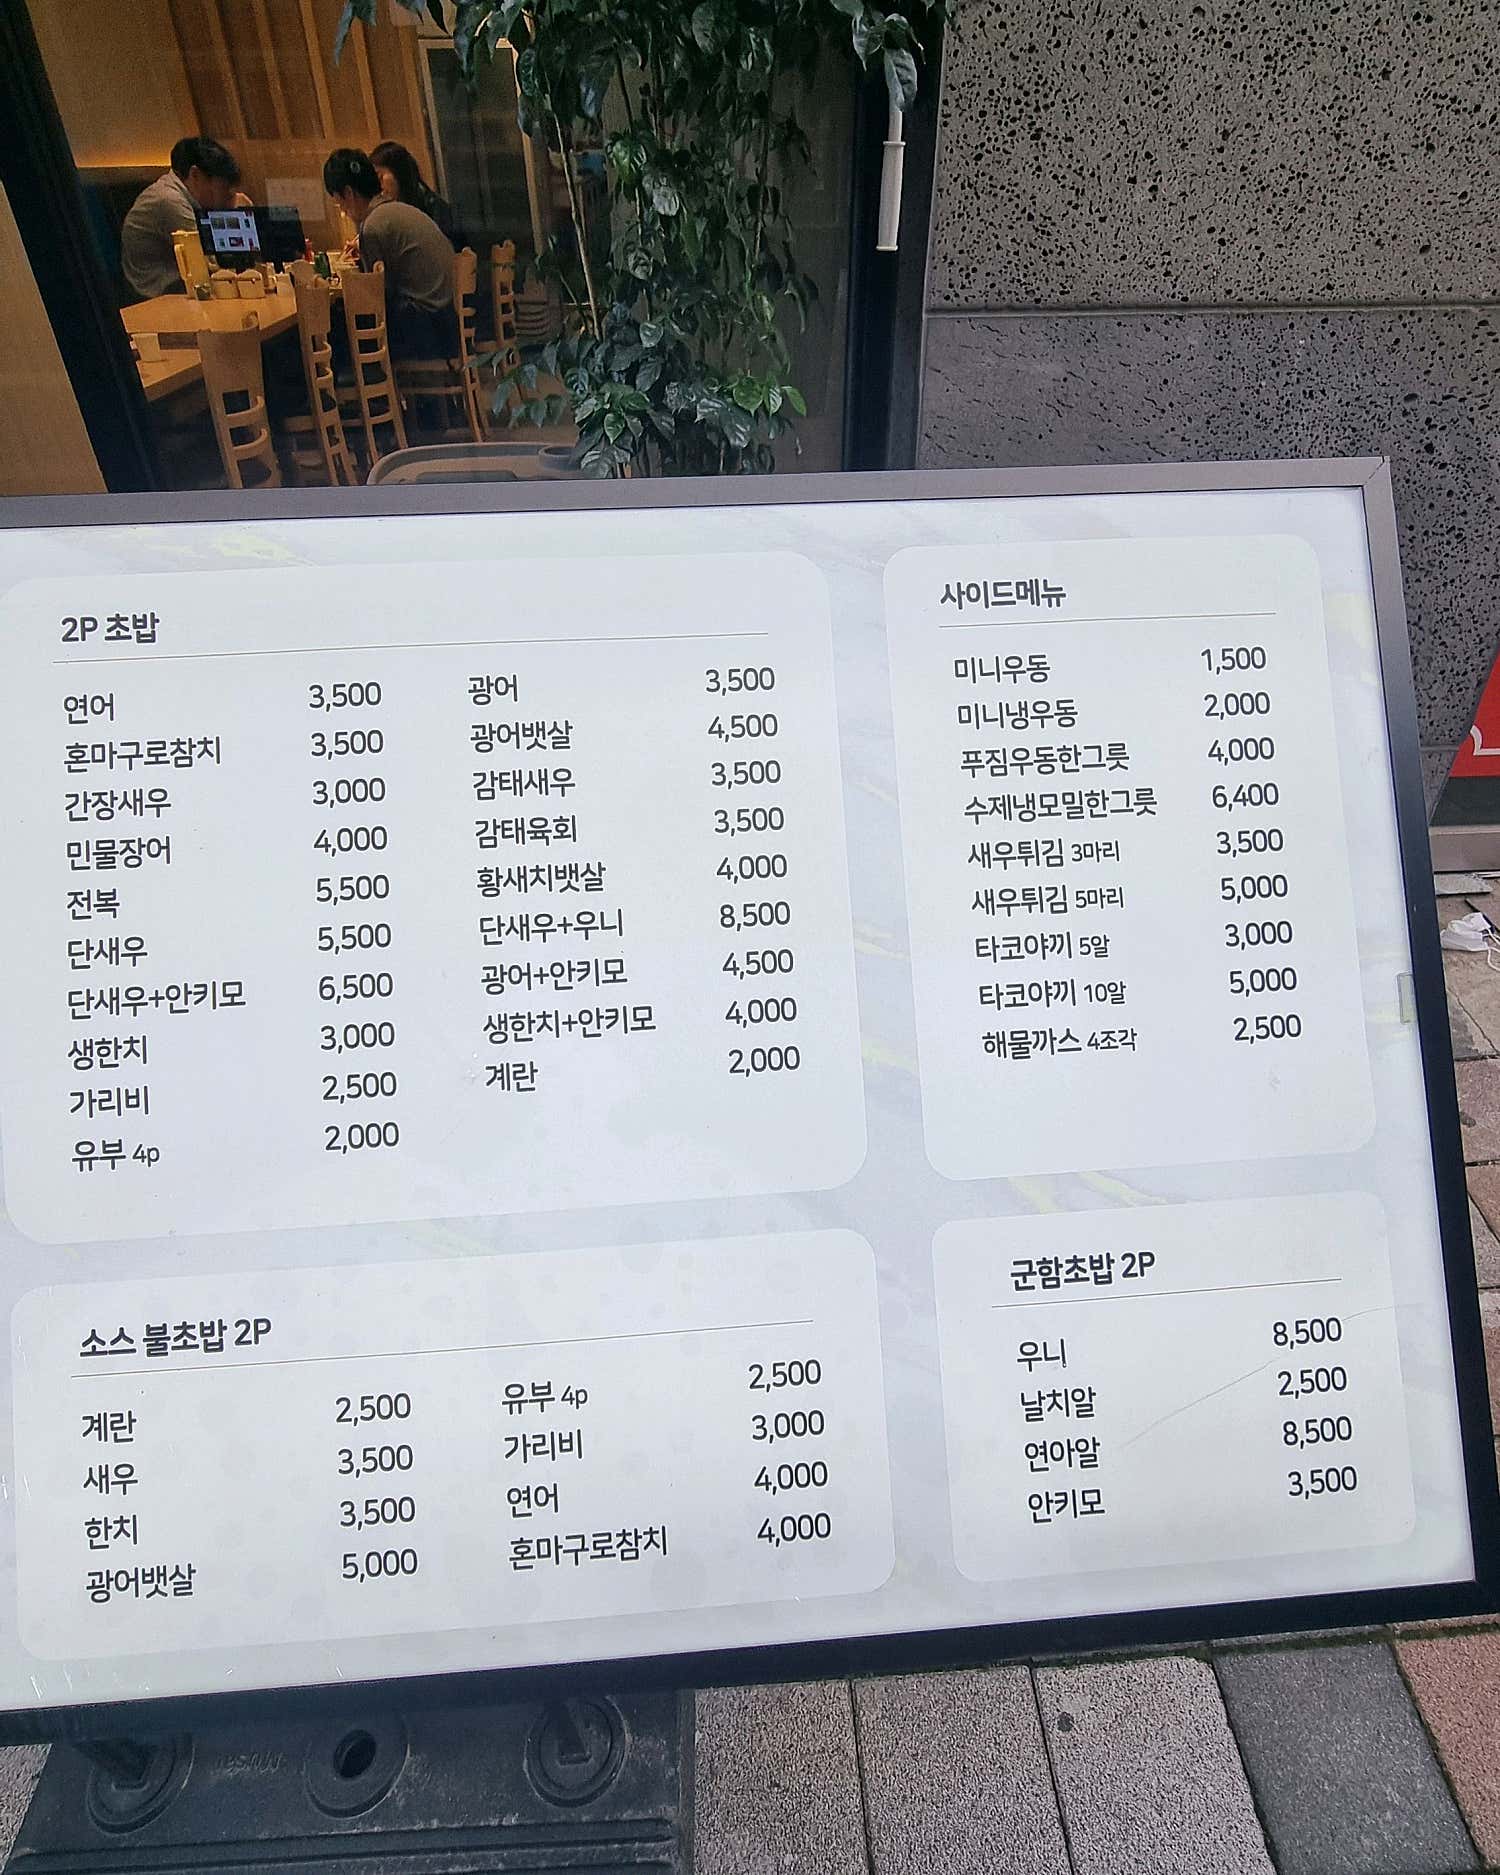 2P 초밥
연어 3,500
혼마구로참치 3,500
간장새우 3,000
민물장어 4,000
전복 5,500
단새우 5,500
단새우+안키모 6,500
생한치 3,000
가리비 2,500
유부 4p 2,000
광어 3,500
광어뱃살 4,500
감태새우 3,500
감태육회 3,500
황새치뱃살 4,000
단새우+우니 8,500
광어+안키모 4,500
생한치+안키모 4,000
계란 2,000
사이드메뉴
미니우동 1,500
미니냉우동 2,000
푸짐우동한그릇 4,000
수제냉모밀한그릇 6,400
새우튀김 3마리 3,500
새우튀김 5마리 5,000
타코야끼 5알 3,000
타코야끼 10알 5,000
해물까스 4조각 2,500
소스 불초밥 2P
계란 2,500
새우 3,500
한치 3,500
광어뱃살 5,000
유부 4p 2,500
가리비 3,000
연어 4,000
혼마구로참치 4,000
군함초밥 2P
우니 8,500
날치알 2,500
연아알 8,500
안키모 3,500